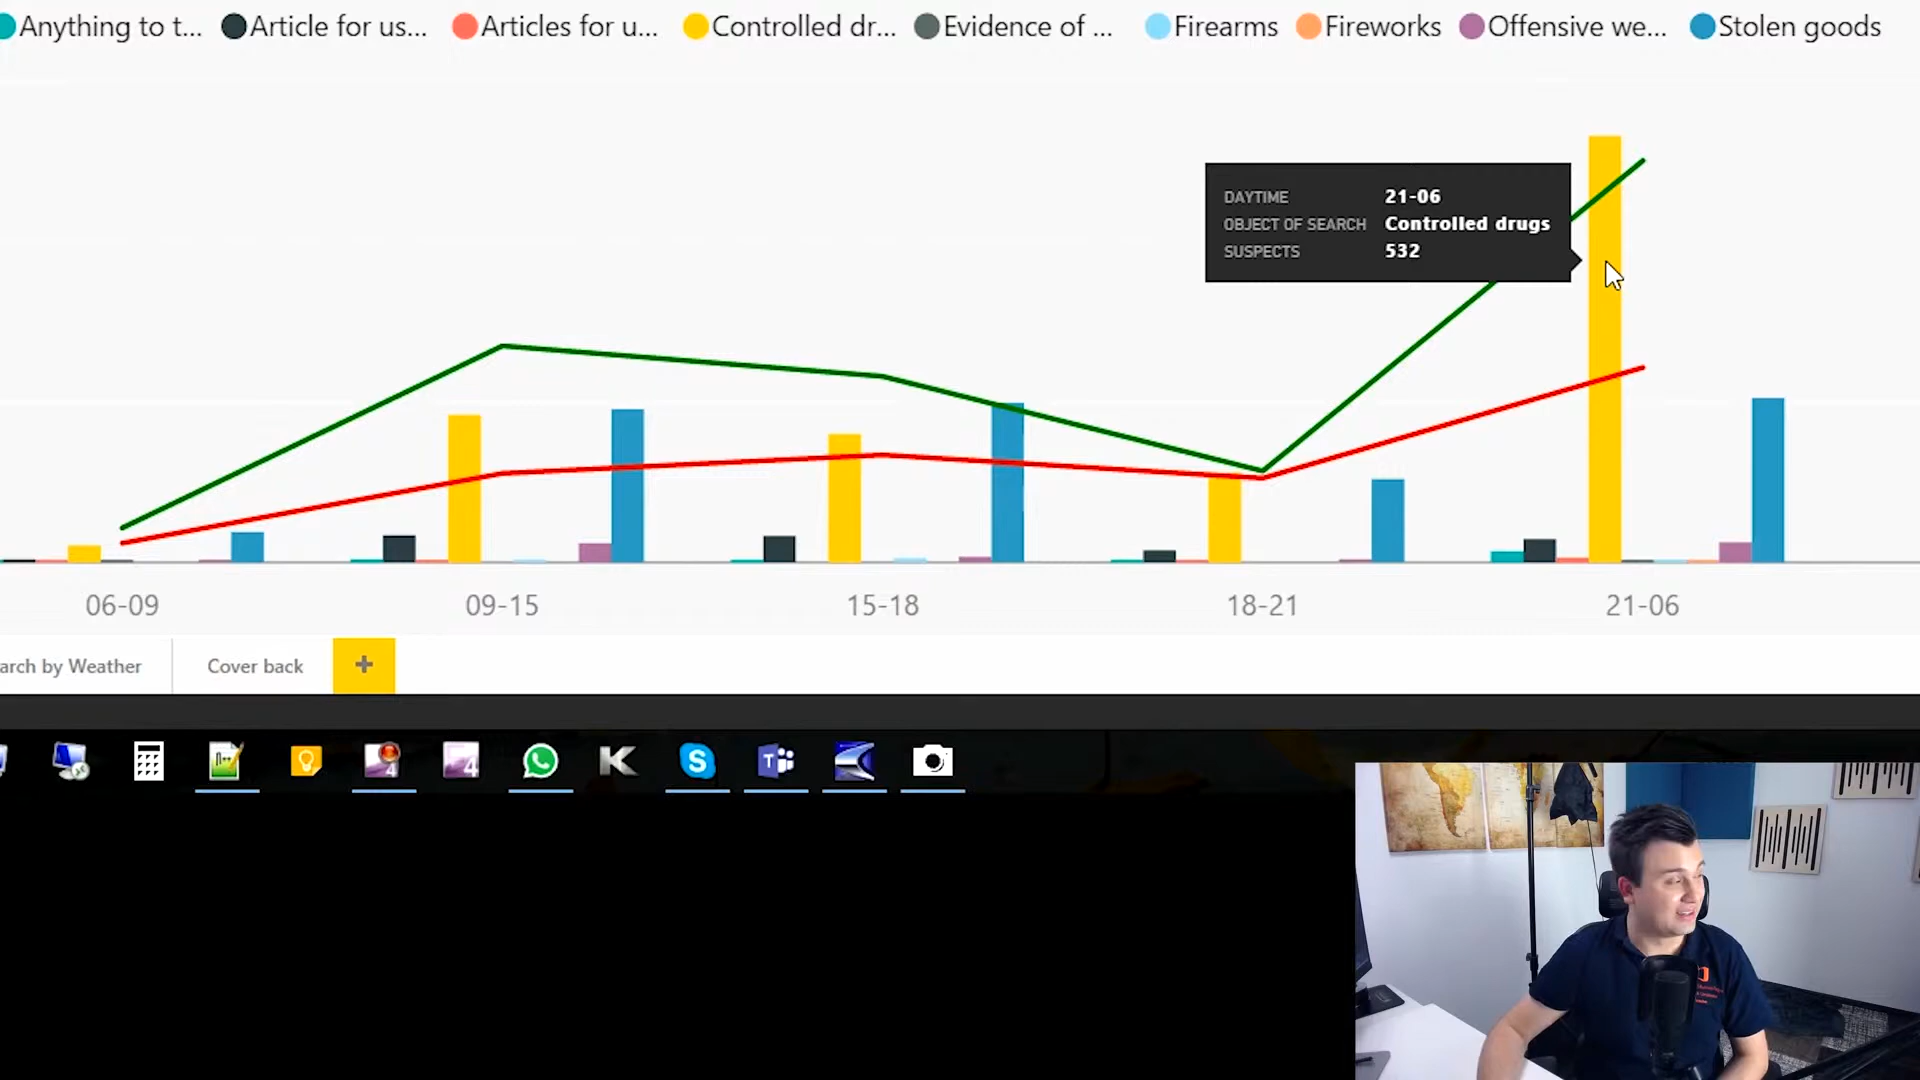 Anything to t... Article for us... Articles for u... Controlled dr... Evidence of ... Firearms Fireworks Offensive we... Stolen goods
DAYTIME 21-06
OBJECT OF SEARCH Controlled drugs
SUSPECTS 532
06-09 09-15 15-18 18-21 21-06
arch by Weather Cover back +
4 4 K S T